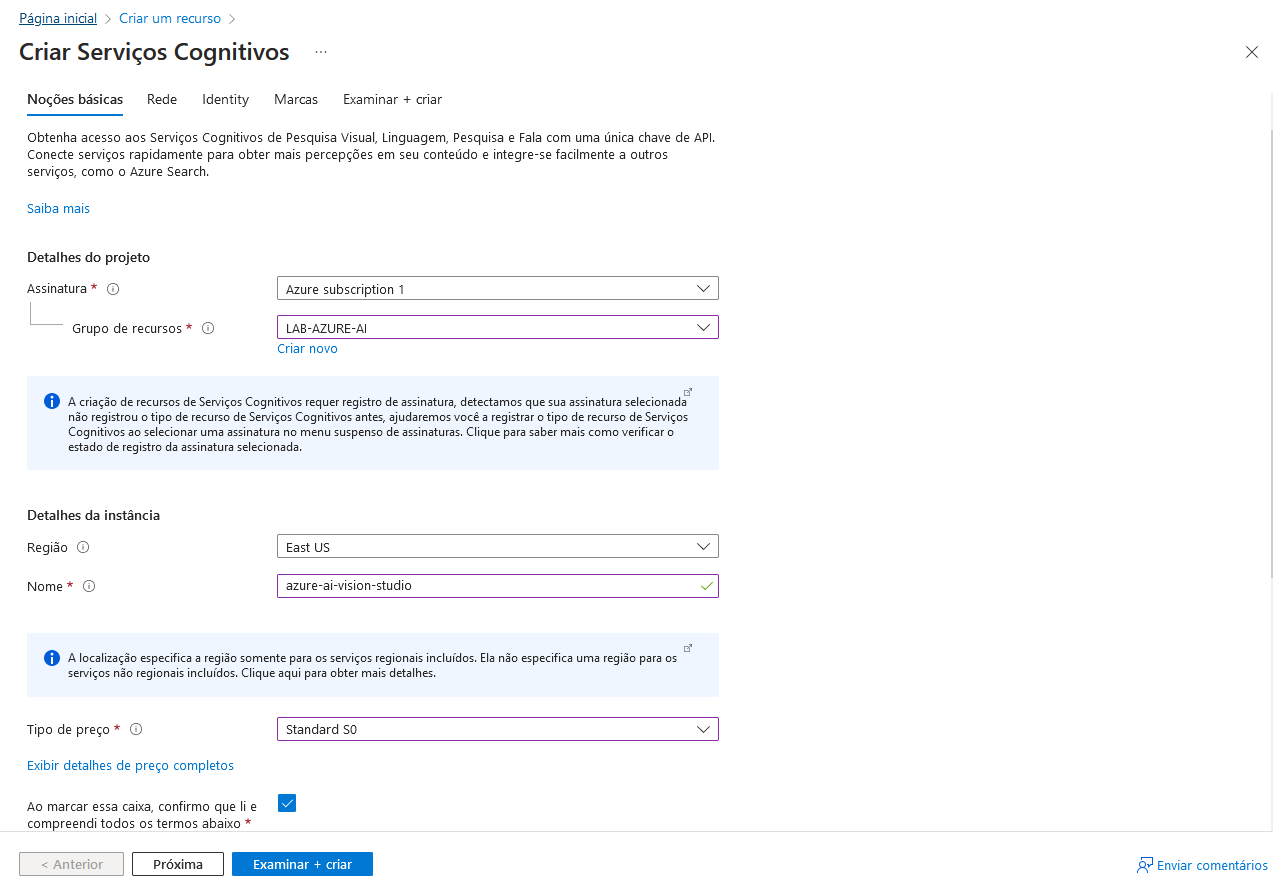 Página inicial > Criar um recurso >
Criar Serviços Cognitivos ...
Noções básicas Rede Identity Marcas Examinar + criar
Obtenha acesso aos Serviços Cognitivos de Pesquisa Visual, Linguagem, Pesquisa e Fala com uma única chave de API.
Conecte serviços rapidamente para obter mais percepções em seu conteúdo e integre-se facilmente a outros
serviços, como o Azure Search.
Saiba mais
Detalhes do projeto
Assinatura * Azure subscription 1
Grupo de recursos * LAB-AZURE-AI
Criar novo
A criação de recursos de Serviços Cognitivos requer registro de assinatura, detectamos que sua assinatura selecionada
não registrou o tipo de recurso de Serviços Cognitivos antes, ajudaremos você a registrar o tipo de recurso de Serviços
Cognitivos ao selecionar uma assinatura no menu suspenso de assinaturas. Clique para saber mais como verificar o
estado de registro da assinatura selecionada.
Detalhes da instância
Região East US
Nome * azure-ai-vision-studio
A localização especifica a região somente para os serviços regionais incluídos. Ela não especifica uma região para os
serviços não regionais incluídos. Clique aqui para obter mais detalhes.
Tipo de preço * Standard S0
Exibir detalhes de preço completos
Ao marcar essa caixa, confirmo que li e
compreendi todos os termos abaixo *
< Anterior Próxima Examinar + criar Enviar comentários